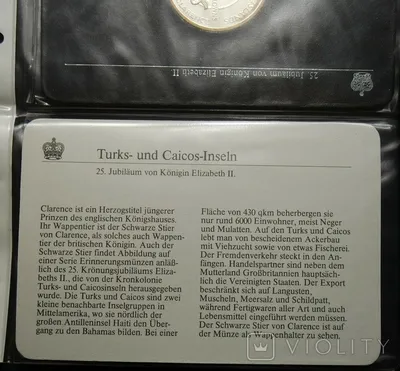 25. Jubiläum von Königin Elizabeth II
Turks- und Caicos-Inseln
25. Jubiläum von Königin Elizabeth II.
Clarence ist ein Herzogstitel jüngerer
Prinzen des englischen Königshauses.
Ihr Wappentier ist der Schwarze Stier
von Clarence, als solches auch Wappen-
tier der britischen Königin. Auch der
Schwarze Stier findet Abbildung auf
einer Serie Erinnerungsmünzen anläß-
lich des 25. Krönungsjubiläums Eliza-
beths II., die von der Kronkolonie
Turks- und Caicosinseln herausgegeben
wurde. Die Turks und Caicos sind zwei
kleine benachbarte Inselgruppen in
Mittelamerika, wo sie nördlich der
großen Antilleninsel Haiti den Über-
gang zu den Bahamas bilden. Bei einer
Fläche von 430 qkm beherbergen sie
nur rund 6000 Einwohner, meist Neger
und Mulatten. Auf den Turks und Caicos
lebt man von bescheidenem Ackerbau
mit Viehzucht sowie von etwas Fischerei.
Der Fremdenverkehr steckt in den An-
fängen. Handelspartner sind neben dem
Mutterland Großbritannien hauptsäch-
lich die Vereinigten Staaten. Der Export
beschränkt sich auf Langusten,
Muscheln, Meersalz und Schildpatt,
während Fertigwaren aller Art und auch
Lebensmittel eingeführt werden müssen.
Der Schwarze Stier von Clarence ist auf
der Münze als Wappenhalter zu sehen.
VIOLITY